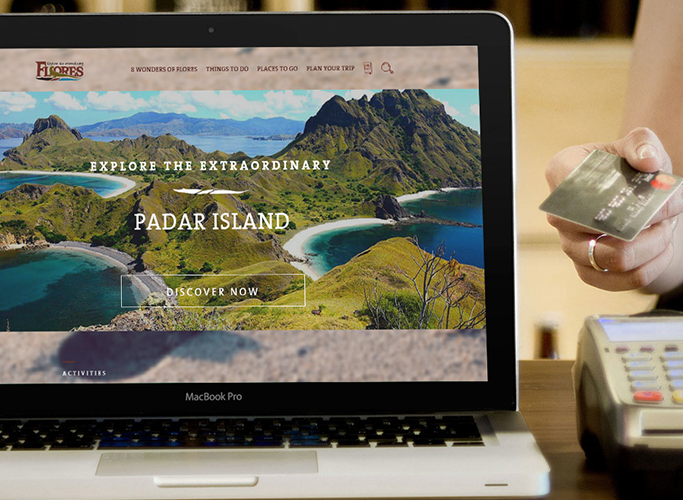 FLORES
8 WONDERS OF FLORES THINGS TO DO PLACES TO GO PLAN YOUR TRIP
EXPLORE THE EXTRAORDINARY
PADAR ISLAND
DISCOVER NOW
ACTIVITIES
MacBook Pro